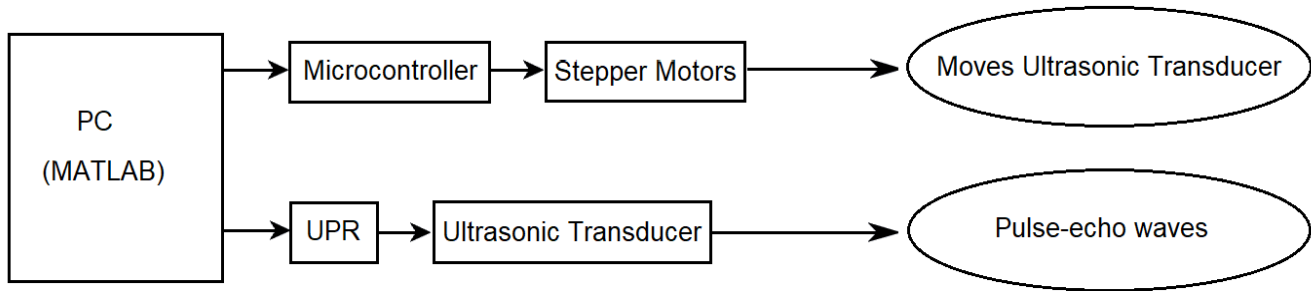 PC
(MATLAB)
Microcontroller
Stepper Motors
Moves Ultrasonic Transducer
UPR
Ultrasonic Transducer
Pulse-echo waves